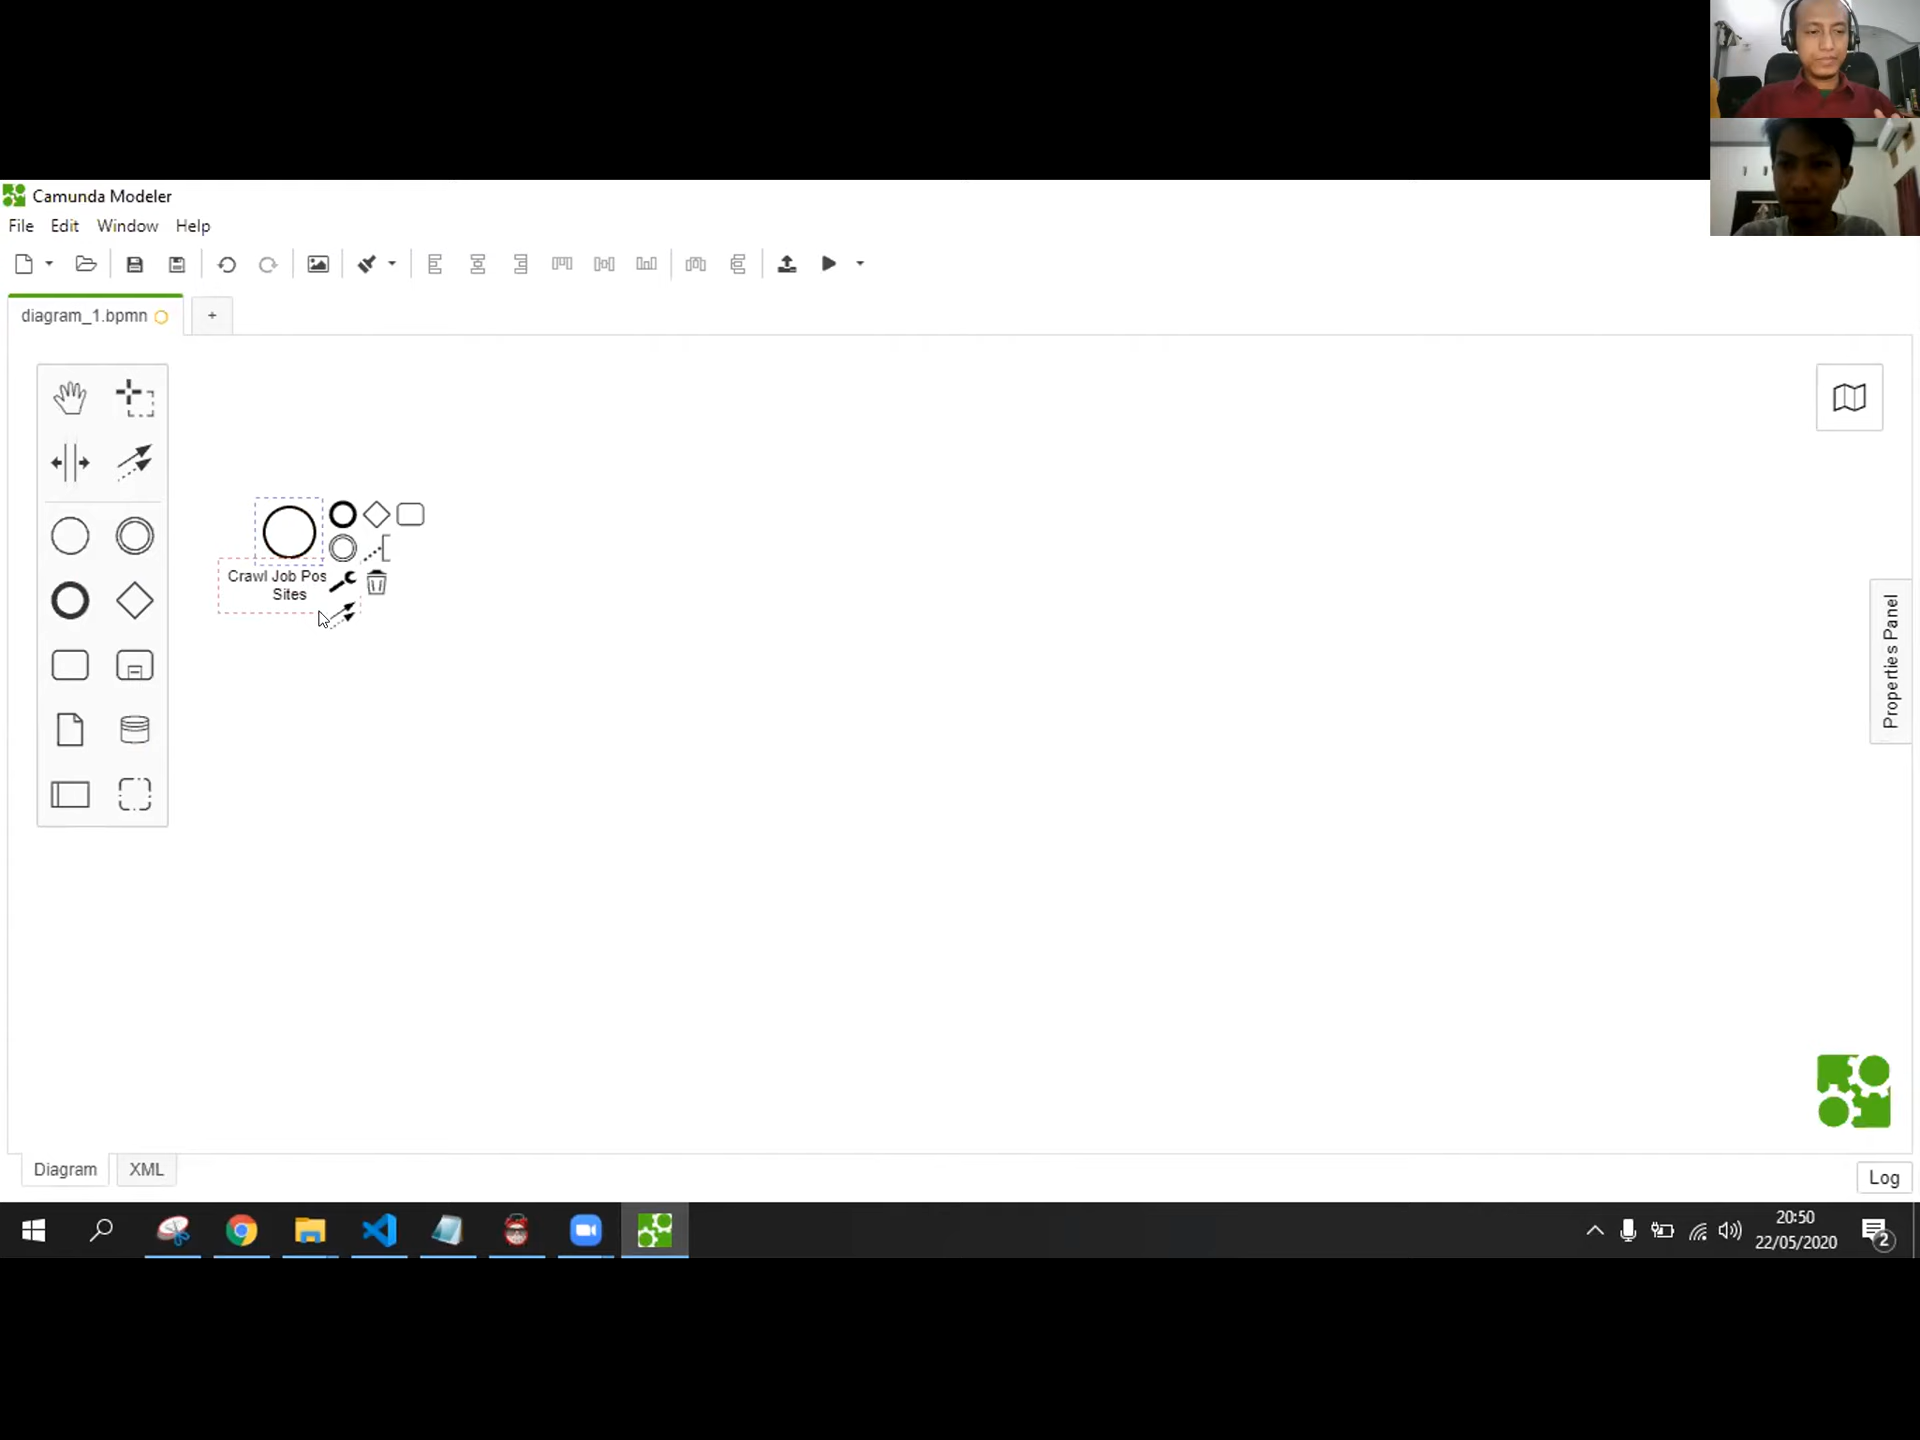 Camunda Modeler
File Edit Window Help
diagram_1.bpmn
+
Crawl Job Pos
Sites
Properties Panel
Diagram XML
Log
20:50
22/05/2020
2